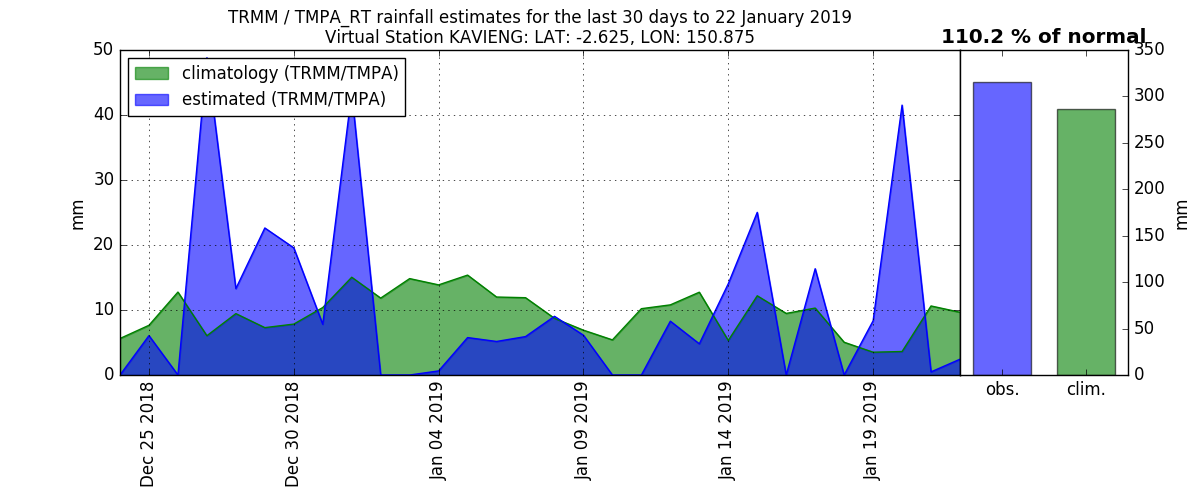 TRMM / TMPA_RT rainfall estimates for the last 30 days to 22 January 2019
Virtual Station KAVIENG: LAT: -2.625, LON: 150.875
110.2 % of normal
climatology (TRMM/TMPA)
estimated (TRMM/TMPA)
50
40
30
20
10
0
mm
Dec 25 2018
Dec 30 2018
Jan 04 2019
Jan 09 2019
Jan 14 2019
Jan 19 2019
350
300
250
200
150
100
50
0
mm
obs.
clim.